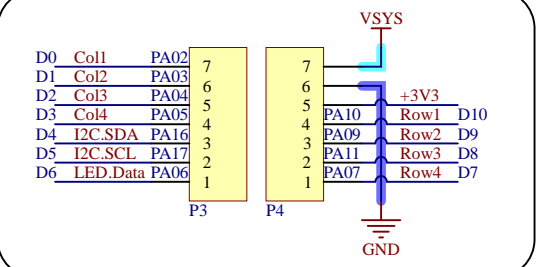 VSYS
D0 Col1 PA02 7 7
D1 Col2 PA03 6 6
D2 Col3 PA04 5 5 +3V3
D3 Col4 PA05 4 4 PA10 Row1 D10
D4 I2C.SDA PA16 3 3 PA09 Row2 D9
D5 I2C.SCL PA17 2 2 PA11 Row3 D8
D6 LED.Data PA06 1 1 PA07 Row4 D7
P3 P4
GND